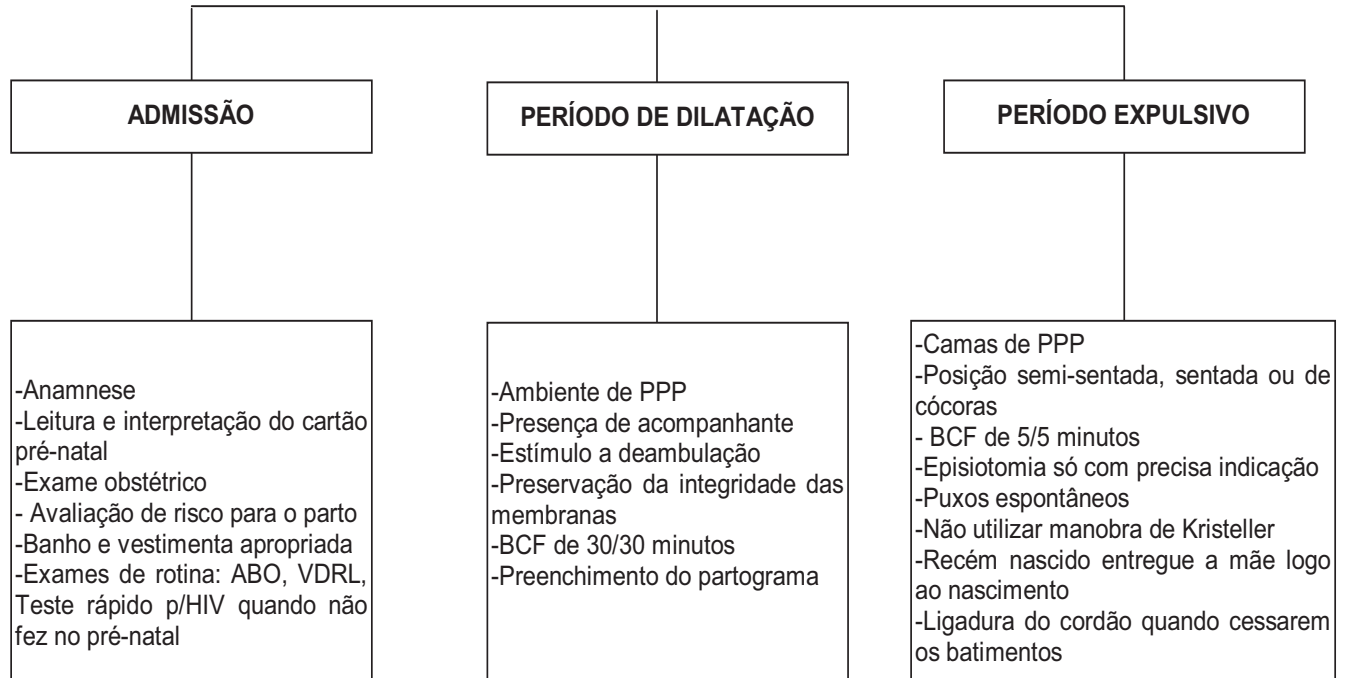 ADMISSÃO
PERÍODO DE DILATAÇÃO
PERÍODO EXPULSIVO
-Anamnese
-Leitura e interpretação do cartão
pré-natal
-Exame obstétrico
- Avaliação de risco para o parto
-Banho e vestimenta apropriada
-Exames de rotina: ABO, VDRL,
Teste rápido p/HIV quando não
fez no pré-natal
-Ambiente de PPP
-Presença de acompanhante
-Estímulo a deambulação
-Preservação da integridade das
membranas
-BCF de 30/30 minutos
-Preenchimento do partograma
-Camas de PPP
-Posição semi-sentada, sentada ou de
cócoras
- BCF de 5/5 minutos
-Episiotomia só com precisa indicação
-Puxos espontâneos
-Não utilizar manobra de Kristeller
-Recém nascido entregue a mãe logo
ao nascimento
-Ligadura do cordão quando cessarem
os batimentos